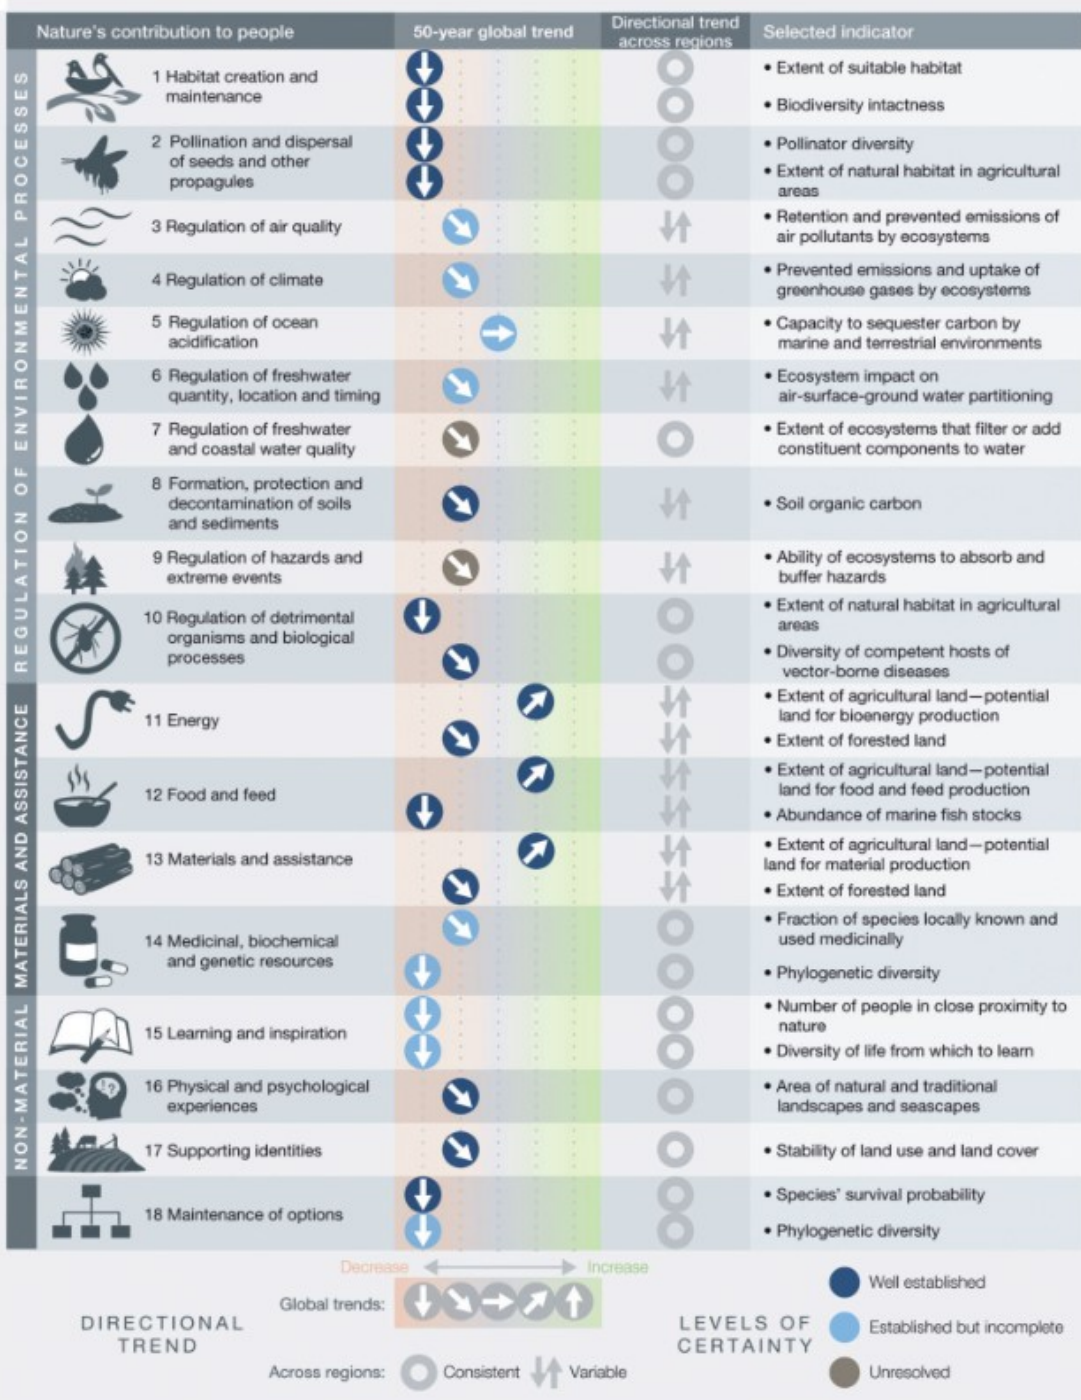 Nature's contribution to people
50-year global trend
Directional trend
across regions
Selected indicator
REGULATION OF ENVIRONMENTAL PROCESSES
1 Habitat creation and
maintenance
• Extent of suitable habitat
• Biodiversity intactness
2 Pollination and dispersal
of seeds and other
propagules
• Pollinator diversity
• Extent of natural habitat in agricultural
areas
3 Regulation of air quality
• Retention and prevented emissions of
air pollutants by ecosystems
4 Regulation of climate
• Prevented emissions and uptake of
greenhouse gases by ecosystems
5 Regulation of ocean
acidification
• Capacity to sequester carbon by
marine and terrestrial environments
6 Regulation of freshwater
quantity, location and timing
• Ecosystem impact on
air-surface-ground water partitioning
7 Regulation of freshwater
and coastal water quality
• Extent of ecosystems that filter or add
constituent components to water
8 Formation, protection and
decontamination of soils
and sediments
• Soil organic carbon
9 Regulation of hazards and
extreme events
• Ability of ecosystems to absorb and
buffer hazards
10 Regulation of detrimental
organisms and biological
processes
• Extent of natural habitat in agricultural
areas
• Diversity of competent hosts of
vector-borne diseases
MATERIALS AND ASSISTANCE
11 Energy
• Extent of agricultural land—potential
land for bioenergy production
• Extent of forested land
12 Food and feed
• Extent of agricultural land—potential
land for food and feed production
• Abundance of marine fish stocks
13 Materials and assistance
• Extent of agricultural land—potential
land for material production
• Extent of forested land
14 Medicinal, biochemical
and genetic resources
• Fraction of species locally known and
used medicinally
• Phylogenetic diversity
NON-MATERIAL
15 Learning and inspiration
• Number of people in close proximity to
nature
• Diversity of life from which to learn
16 Physical and psychological
experiences
• Area of natural and traditional
landscapes and seascapes
17 Supporting identities
• Stability of land use and land cover
18 Maintenance of options
• Species' survival probability
• Phylogenetic diversity
Decrease
Increase
Global trends:
DIRECTIONAL
TREND
Across regions:
Consistent
Variable
LEVELS OF
CERTAINTY
Well established
Established but incomplete
Unresolved